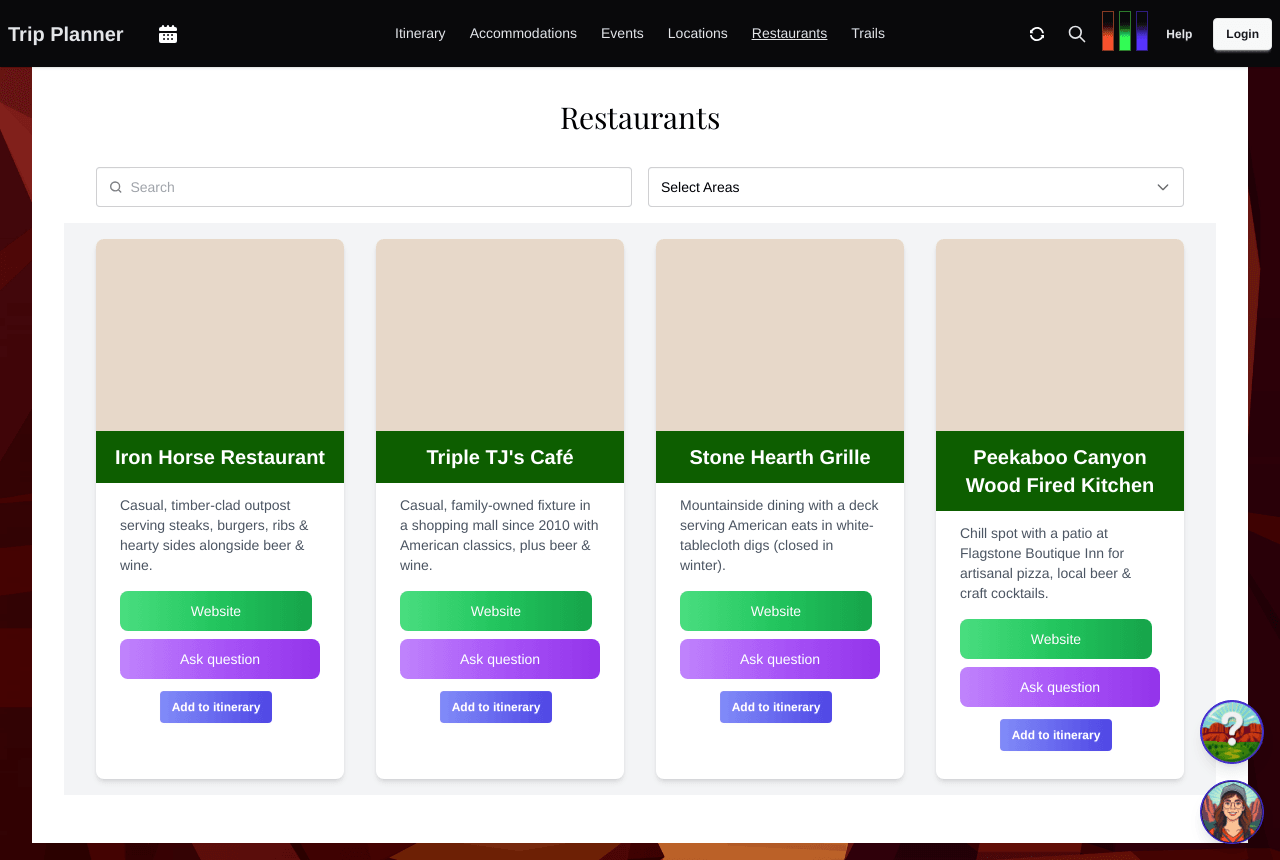 Trip Planner
Itinerary Accommodations Events Locations Restaurants Trails
Help
Login
Restaurants
Search
Select Areas
Iron Horse Restaurant
Casual, timber-clad outpost
serving steaks, burgers, ribs &
hearty sides alongside beer &
wine.
Website
Ask question
Add to itinerary
Triple TJ's Café
Casual, family-owned fixture in
a shopping mall since 2010 with
American classics, plus beer &
wine.
Website
Ask question
Add to itinerary
Stone Hearth Grille
Mountainside dining with a deck
serving American eats in white-
tablecloth digs (closed in
winter).
Website
Ask question
Add to itinerary
Peekaboo Canyon
Wood Fired Kitchen
Chill spot with a patio at
Flagstone Boutique Inn for
artisanal pizza, local beer &
craft cocktails.
Website
Ask question
Add to itinerary
?